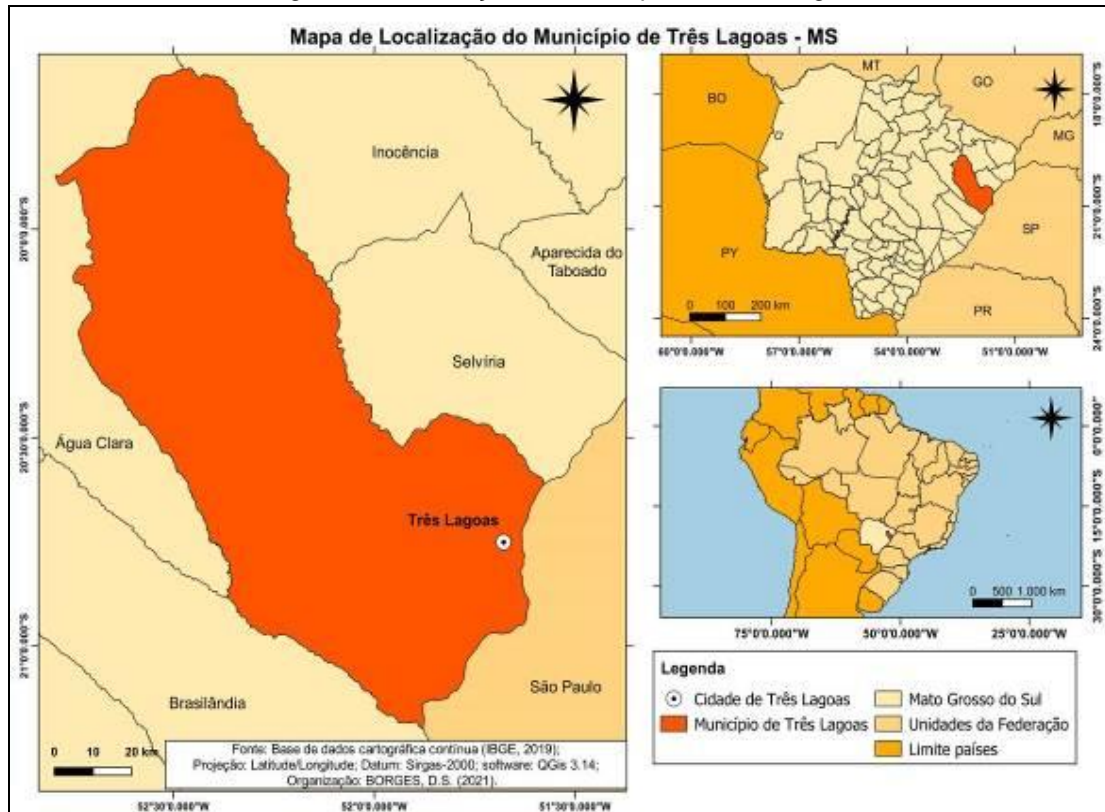 Mapa de Localização do Município de Três Lagoas - MS
Inocência
Aparecida do
Taboado
Selvíria
Água Clara
Três Lagoas
Brasilândia
São Paulo
20°0'0.000"S
20°30'0.000"S
21°0'0.000"S
52°30'0.000"W
52°0'0.000"W
51°30'0.000"W
0 10 20 km
Fonte: Base de dados cartográfica contínua (IBGE, 2019);
Projeção: Latitude/Longitude; Datum: Sirgas-2000; software: QGis 3.14;
Organização: BORGES, D.S. (2021).
MT
GO
BO
MG
SP
PY
PR
0 100 200 km
18°0'0.000"S
21°0'0.000"S
24°0'0.000"S
60°0'0.000"W
57°0'0.000"W
54°0'0.000"W
51°0'0.000"W
0°0'0.000"
15°0'0.000"S
30°0'0.000"S
0 500 1.000 km
75°0'0.000"W
50°0'0.000"W
25°0'0.000"W
Legenda
Cidade de Três Lagoas
Município de Três Lagoas
Mato Grosso do Sul
Unidades da Federação
Limite países